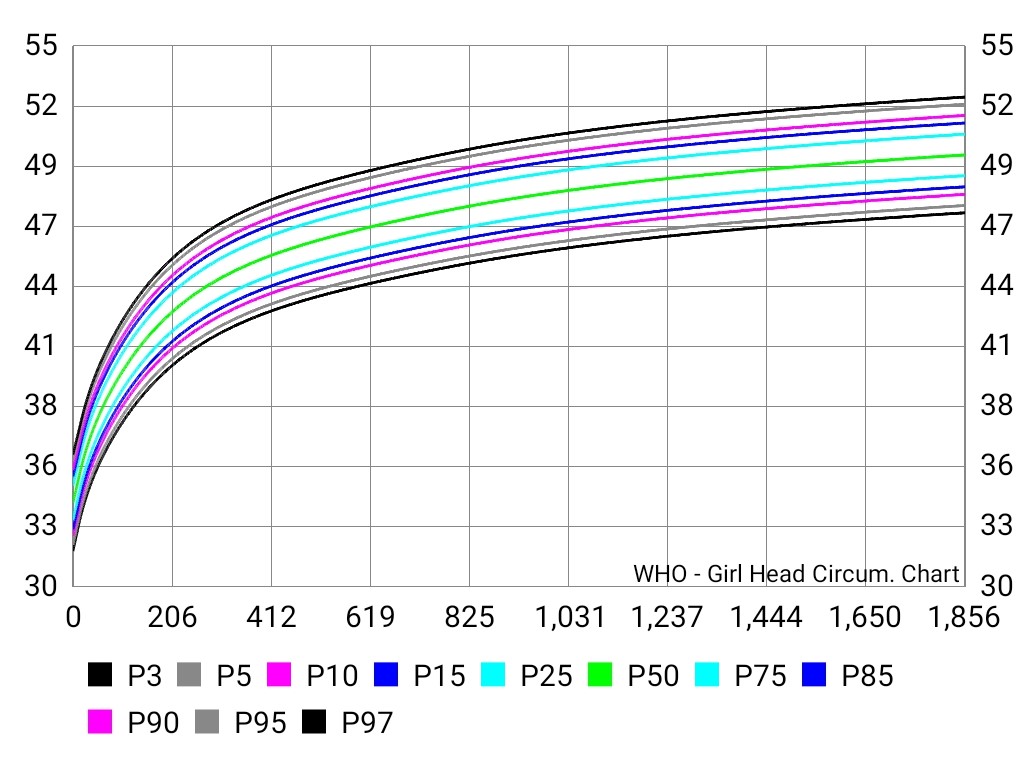 55 55
52 52
49 49
47 47
44 44
41 41
38 38
36 36
33 33
WHO - Girl Head Circum. Chart
30 30
0 206 412 619 825 1,031 1,237 1,444 1,650 1,856
P3 P5 P10 P15 P25 P50 P75 P85
P90 P95 P97